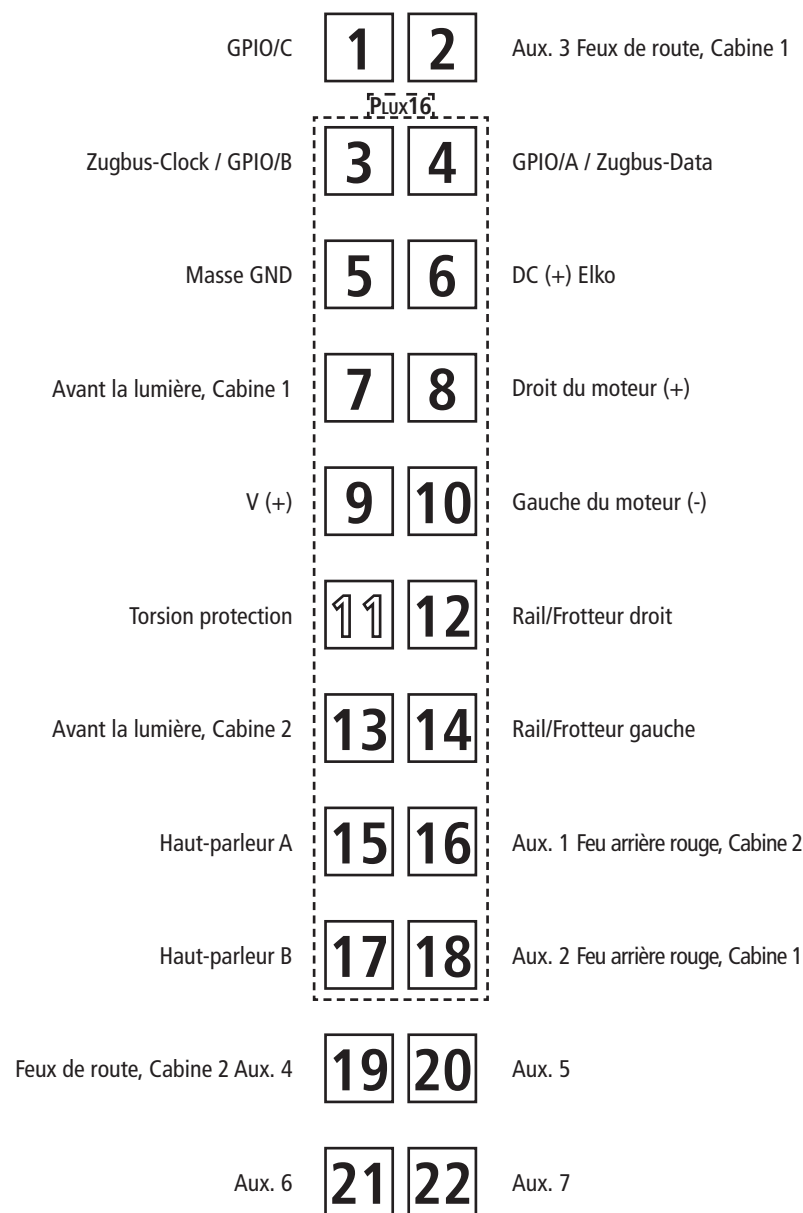 GPIO/C 1 2 Aux. 3 Feux de route, Cabine 1
PLUX16
Zugbus-Clock / GPIO/B 3 4 GPIO/A / Zugbus-Data
Masse GND 5 6 DC (+) Elko
Avant la lumière, Cabine 1 7 8 Droit du moteur (+)
V (+) 9 10 Gauche du moteur (-)
Torsion protection 11 12 Rail/Frotteur droit
Avant la lumière, Cabine 2 13 14 Rail/Frotteur gauche
Haut-parleur A 15 16 Aux. 1 Feu arrière rouge, Cabine 2
Haut-parleur B 17 18 Aux. 2 Feu arrière rouge, Cabine 1
Feux de route, Cabine 2 Aux. 4 19 20 Aux. 5
Aux. 6 21 22 Aux. 7